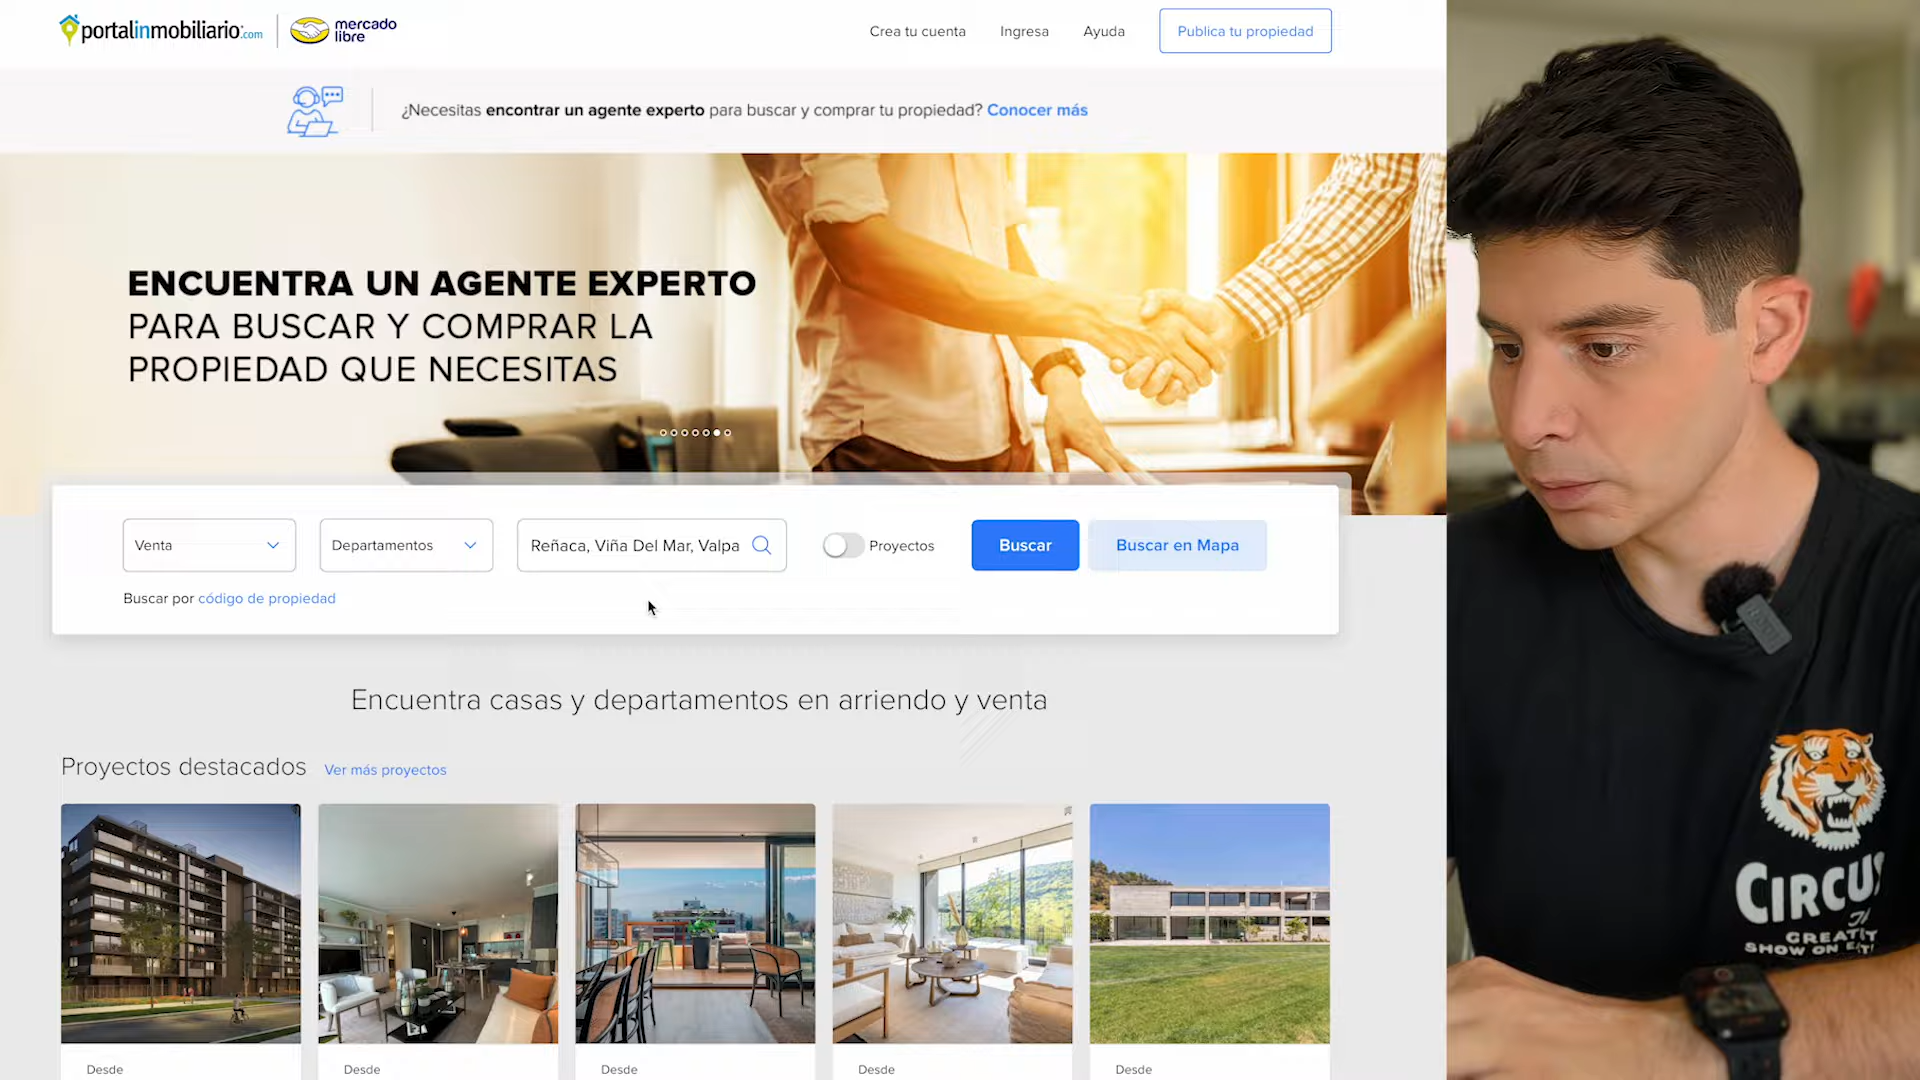 portalinmobiliario.com
mercado
libre
Crea tu cuenta
Ingresa
Ayuda
Publica tu propiedad
¿Necesitas encontrar un agente experto para buscar y comprar tu propiedad? Conocer más
ENCUENTRA UN AGENTE EXPERTO
PARA BUSCAR Y COMPRAR LA
PROPIEDAD QUE NECESITAS
Venta
Departamentos
Reñaca, Viña Del Mar, Valpa
Proyectos
Buscar
Buscar en Mapa
Buscar por código de propiedad
Encuentra casas y departamentos en arriendo y venta
Proyectos destacados
Ver más proyectos
Desde
Desde
Desde
Desde
Desde
CIRCUS
SHOW ON